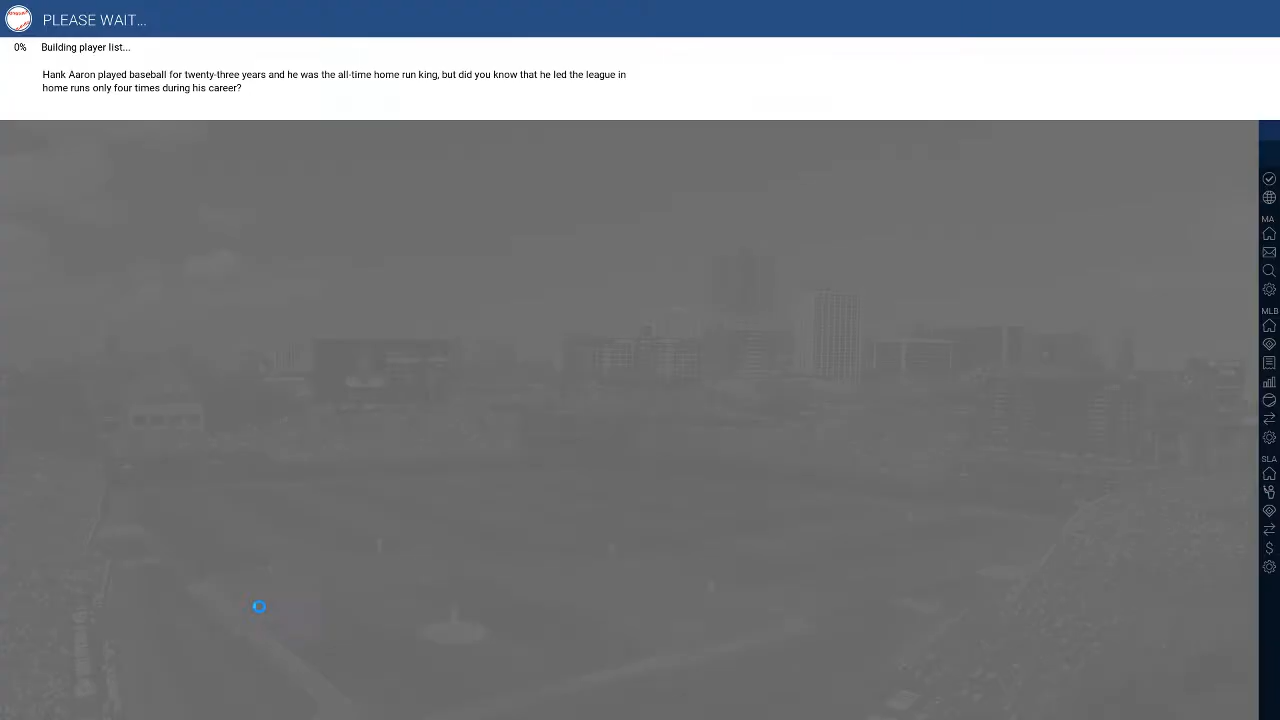 PLEASE WAIT...
0% Building player list...
Hank Aaron played baseball for twenty-three years and he was the all-time home run king, but did you know that he led the league in
home runs only four times during his career?
MA
MLB
SLA